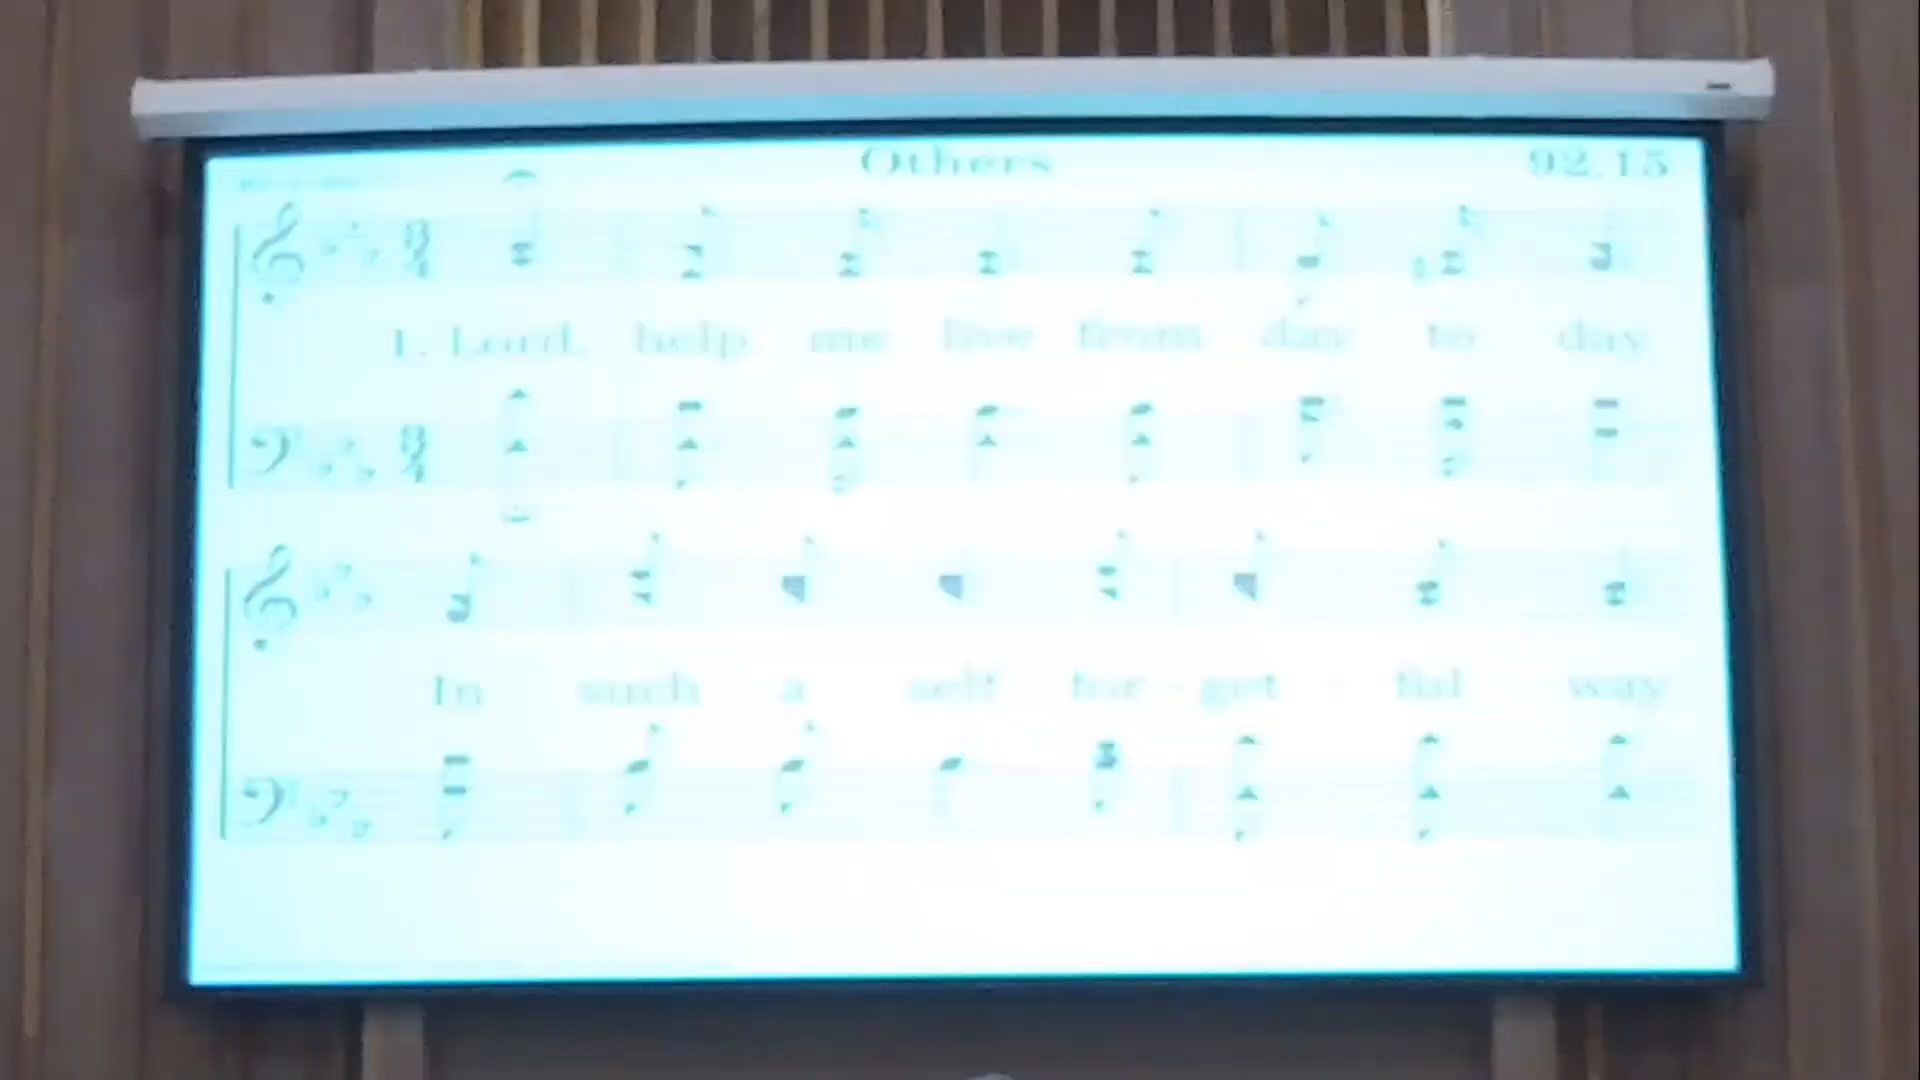 Others 92.15
1. Lord, help me live from day to day
In such a self - for - get - ful way